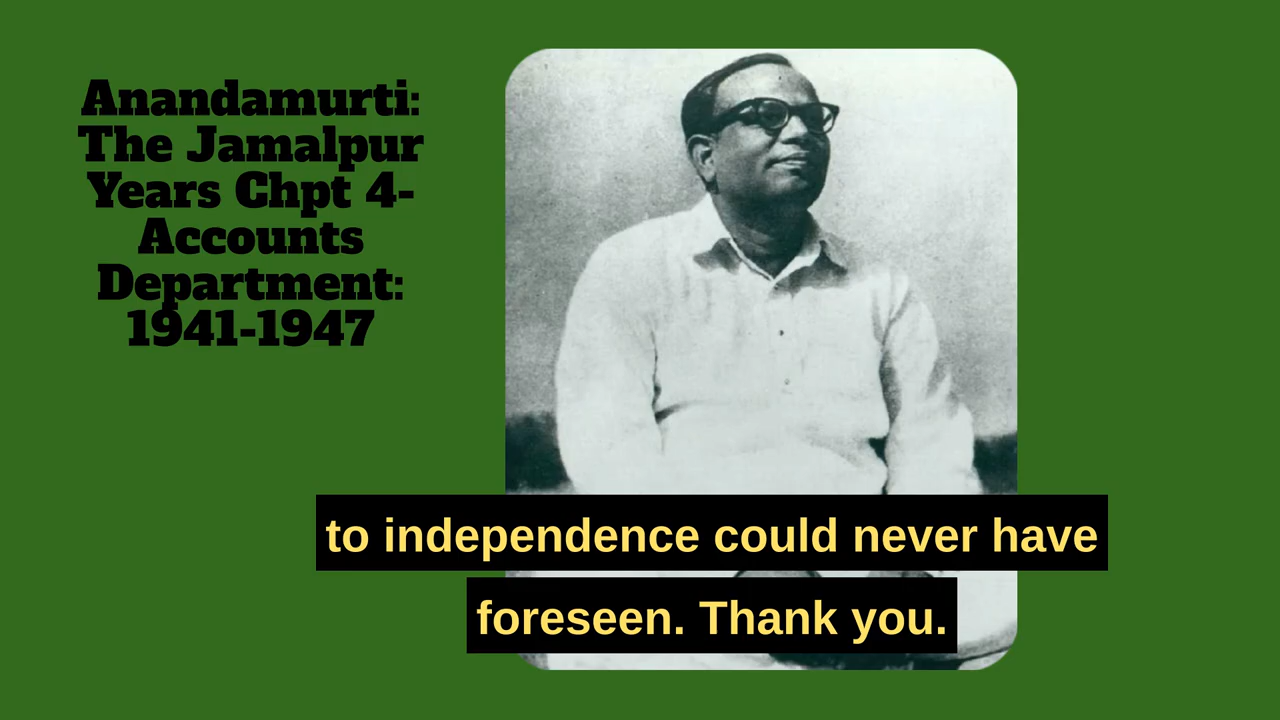 Anandamurti:
The Jamalpur
Years Chpt 4-
Accounts
Department:
1941-1947
to independence could never have
foreseen. Thank you.